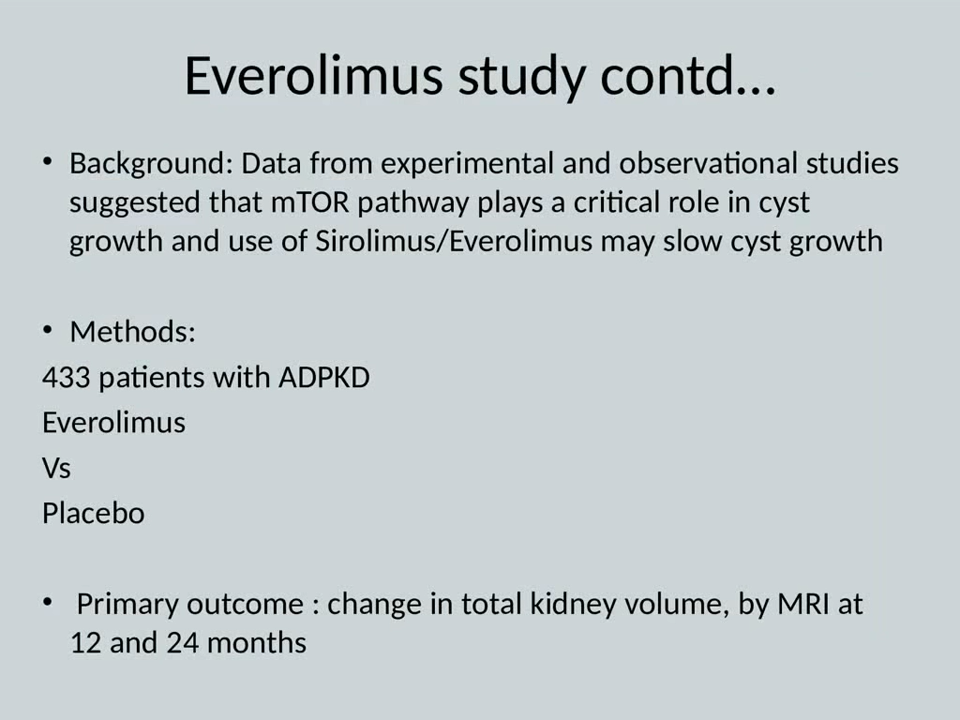 Everolimus study contd...
• Background: Data from experimental and observational studies
suggested that mTOR pathway plays a critical role in cyst
growth and use of Sirolimus/Everolimus may slow cyst growth
• Methods:
433 patients with ADPKD
Everolimus
Vs
Placebo
• Primary outcome : change in total kidney volume, by MRI at
12 and 24 months